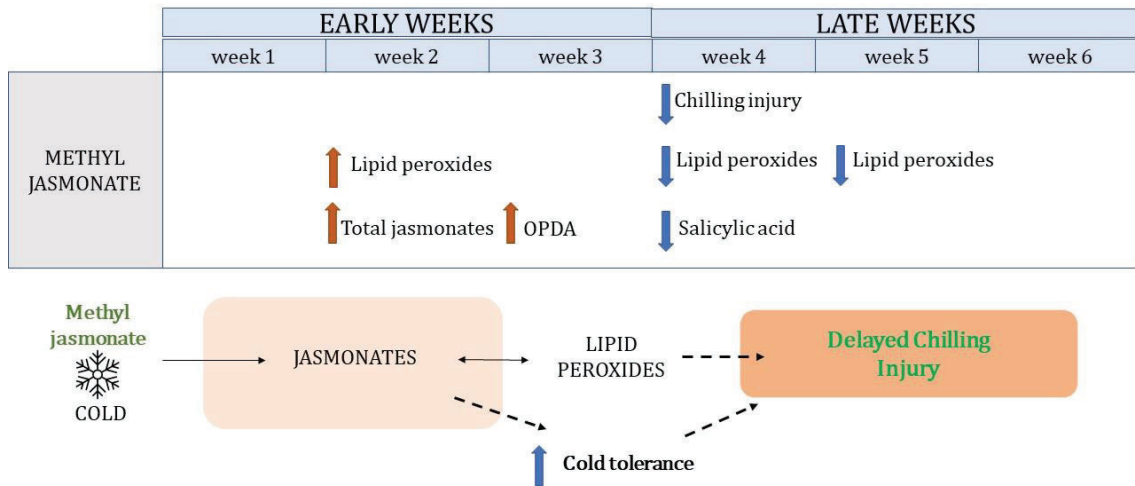 EARLY WEEKS LATE WEEKS
week 1 week 2 week 3 week 4 week 5 week 6
METHYL
JASMONATE
Chilling injury
Lipid peroxides Lipid peroxides Lipid peroxides
Total jasmonates OPDA Salicylic acid
Methyl
jasmonate
COLD
JASMONATES
LIPID
PEROXIDES
Delayed Chilling
Injury
Cold tolerance